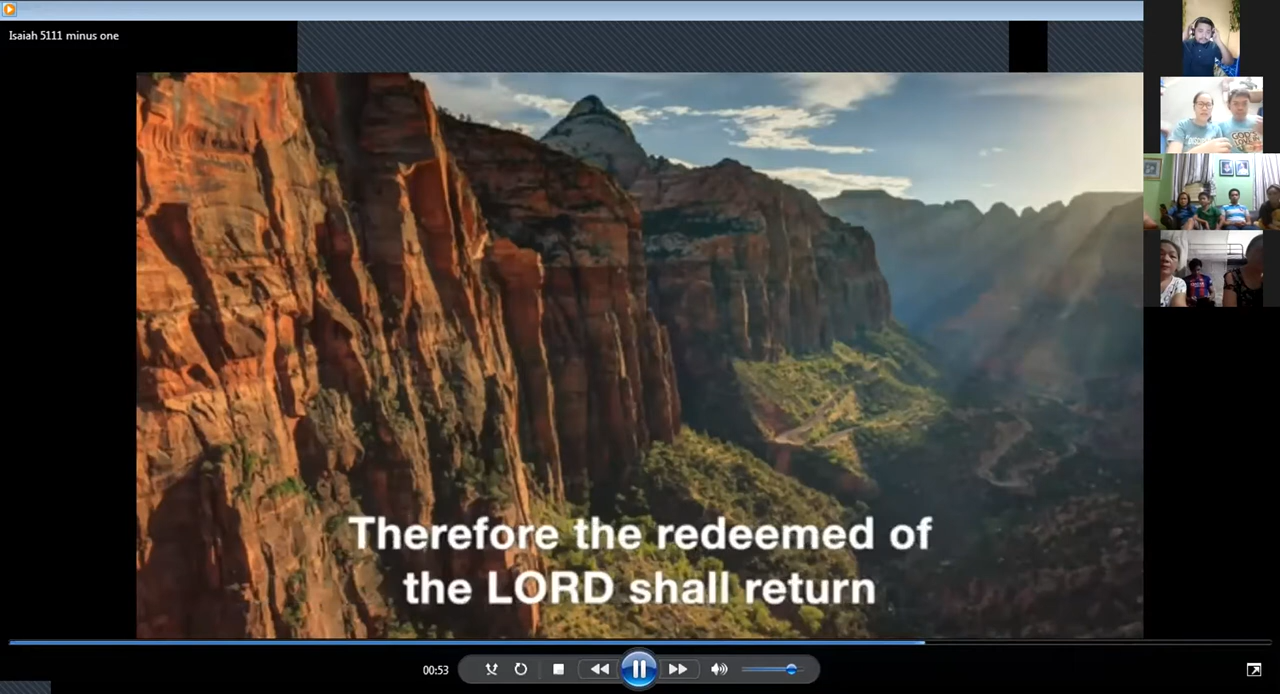 Isaiah 5111 minus one
Therefore the redeemed of
the LORD shall return
00:53